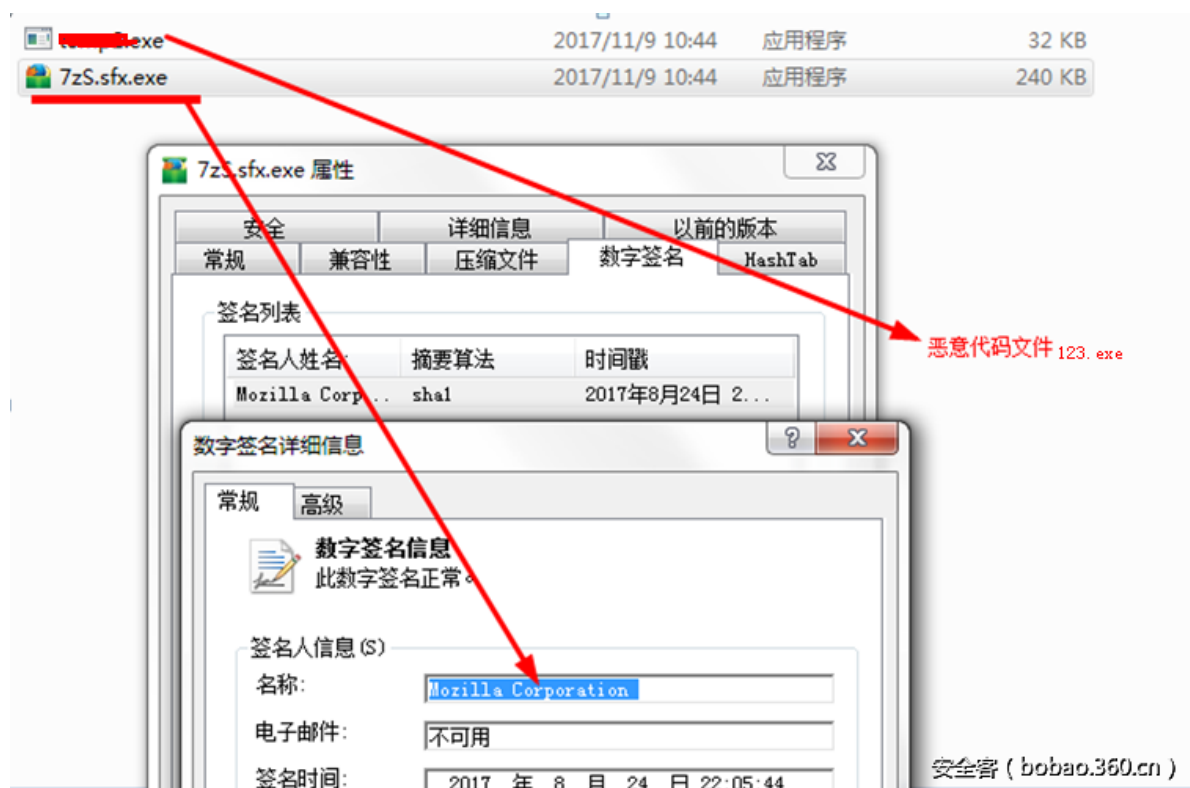 .exe 2017/11/9 10:44 应用程序 32 KB
7zS.sfx.exe 2017/11/9 10:44 应用程序 240 KB
7zS.sfx.exe 属性
安全 详细信息 以前的版本
常规 兼容性 压缩文件 数字签名 HashTab
签名列表
签名人姓名: 摘要算法 时间戳
Mozilla Corp... sha1 2017年8月24日 2...
恶意代码文件 123.exe
数字签名详细信息
常规 高级
数字签名信息
此数字签名正常。
签名人信息(S)
名称: Mozilla Corporation
电子邮件: 不可用
签名时间: 2017 年 8 月 24 日 22:05:44
安全客 ( bobao.360.cn )